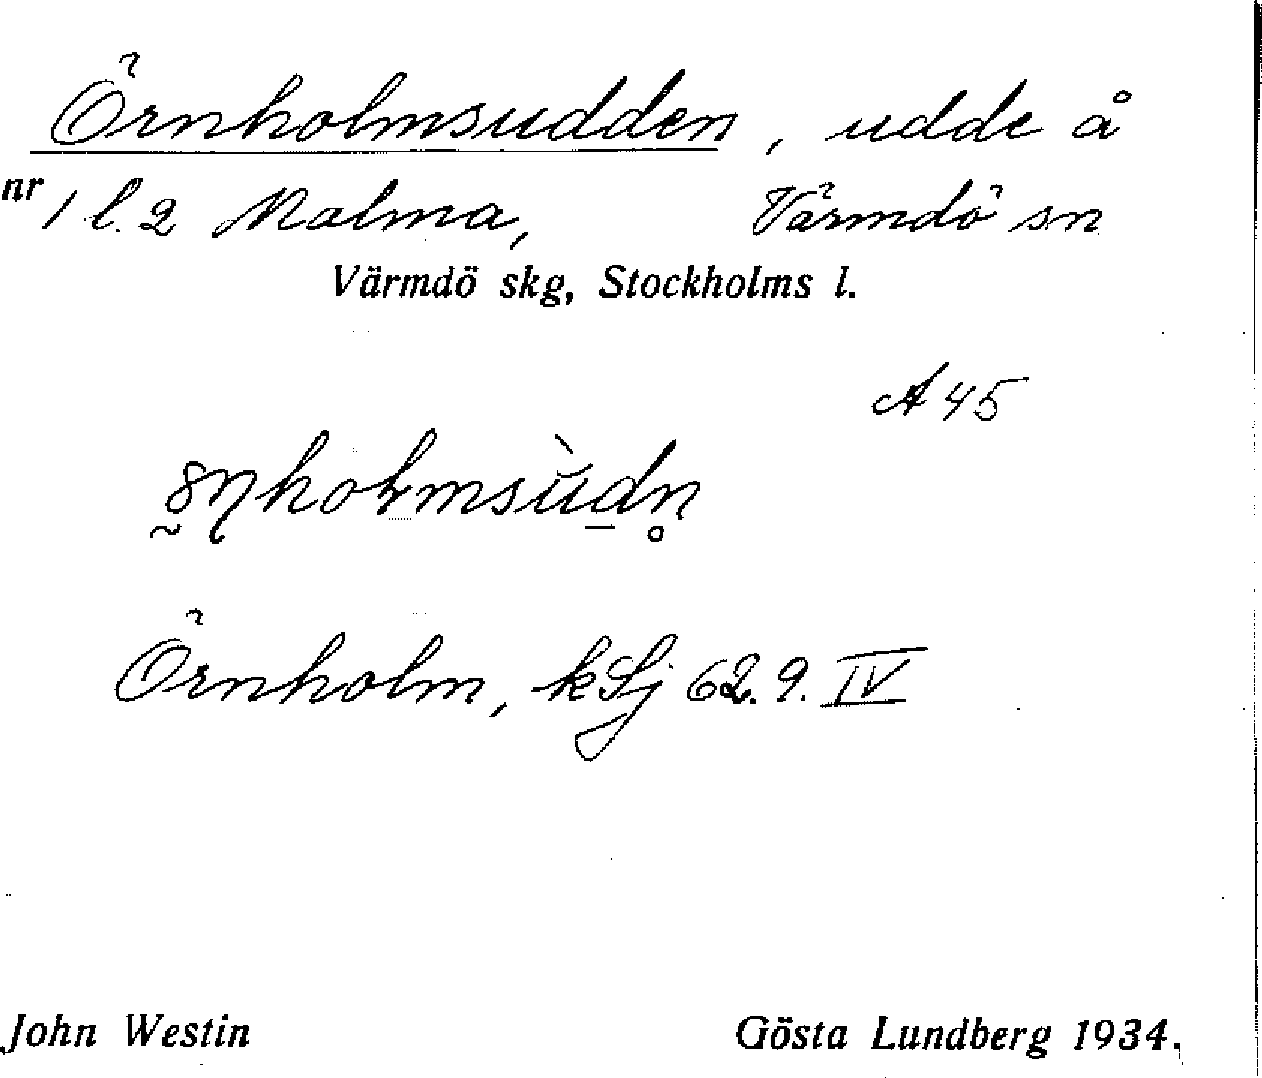 Örnholmsudden, udde å
nr 1 l. 2 Malma, Värmdö sn
Värmdö skg, Stockholms l.
A 45
Örnholm, kSj 62. 9. IV
John Westin Gösta Lundberg 1934.